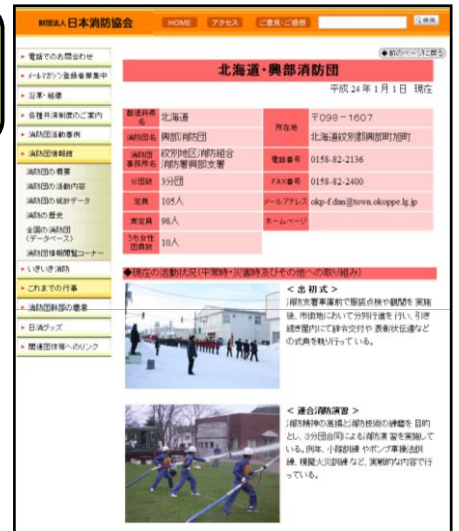 財団法人日本消防協会
HOME
アクセス
ご意見・ご感想
検索
◆前のページに戻る
電話でのお問合わせ
メールマガジン登録者募集中
沿革・組織
各種共済制度のご案内
消防団活動事例
消防団情報館
消防団の概要
消防団の活動内容
消防団の統計データ
消防の歴史
全国の消防団
(データベース)
消防団情報閲覧コーナー
いきいき消防
これまでの行事
消防団幹部の慶章
日消グッズ
関連団体等へのリンク
北海道・興部消防団
平成 24 年 1 月 1 日 現在
都道府県名 北海道
消防団名 興部消防団
消防団事務所名 紋別地区消防組合
消防署興部支署
分団数 3分団
定員 105人
実定員 98人
うち女性団員数 10人
所在地 〒098-1607
北海道紋別郡興部町旭町
電話番号 0158-82-2136
FAX番号 0158-82-2400
メールアドレス okp-f.dan@town.okoppe.lg.jp
ホームページ
◆現在の活動状況(平常時・災害時及びその他への取り組み)
< 出 初 式 >
消防支署車庫前で服装点検や観閲を 実施
後、市街地において分列行進を行い、引き
続き屋内にて辞令交付や 表彰状伝達など
の式典を執り行っている。
< 連合消防演習 >
消防精神の高揚と消防技術の練磨を 目的
とし、3分団合同による消防演 習を実施して
いる。例年、小隊訓練 やポンプ車操法訓
練、模擬火災訓練 など、実戦的な内容で行
っている。